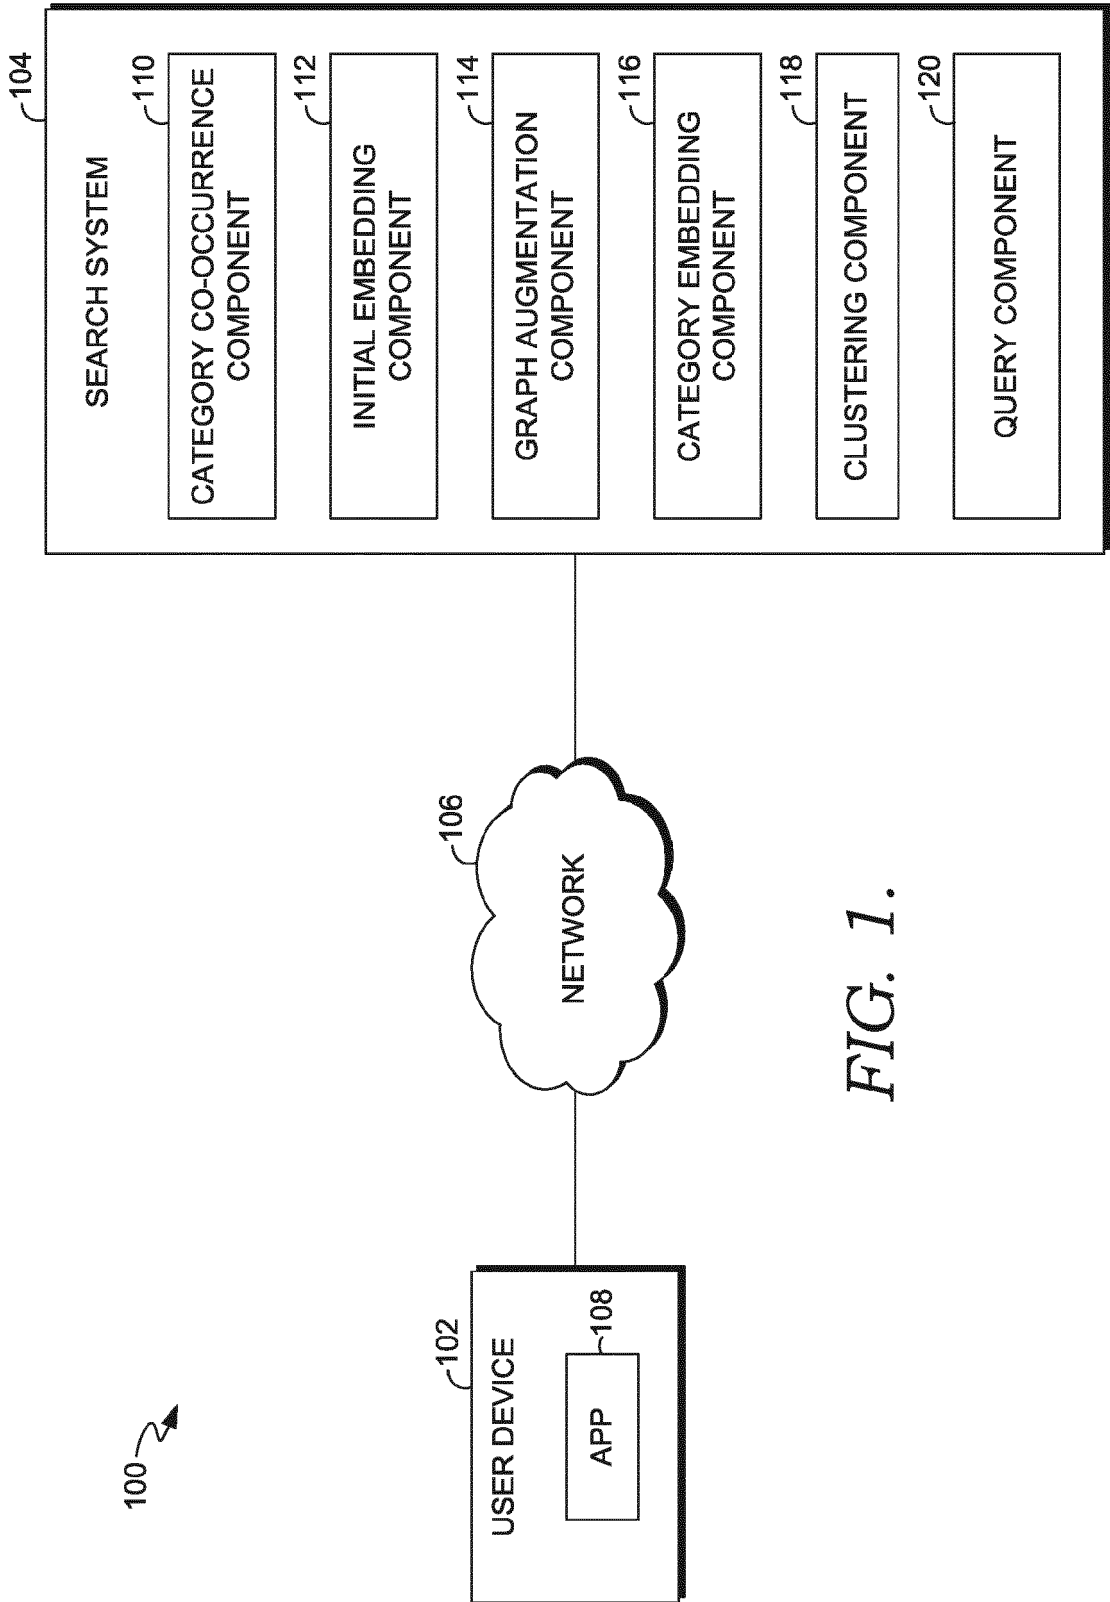 100
102
USER DEVICE
APP
108
106
NETWORK
104
SEARCH SYSTEM
110
CATEGORY CO-OCCURRENCE
COMPONENT
112
INITIAL EMBEDDING
COMPONENT
114
GRAPH AUGMENTATION
COMPONENT
116
CATEGORY EMBEDDING
COMPONENT
118
CLUSTERING COMPONENT
120
QUERY COMPONENT
FIG. 1.